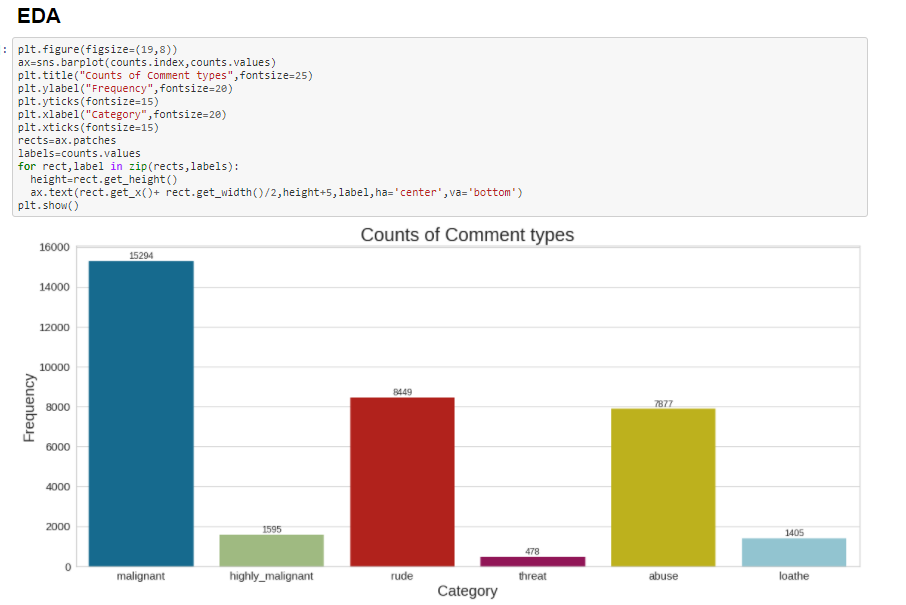 EDA
: plt.figure(figsize=(19,8))
ax=sns.barplot(counts.index,counts.values)
plt.title("Counts of Comment types",fontsize=25)
plt.ylabel("Frequency",fontsize=20)
plt.yticks(fontsize=15)
plt.xlabel("Category",fontsize=20)
plt.xticks(fontsize=15)
rects=ax.patches
labels=counts.values
for rect,label in zip(rects,labels):
  height=rect.get_height()
  ax.text(rect.get_x()+ rect.get_width()/2,height+5,label,ha='center',va='bottom')
plt.show()
Counts of Comment types
16000
15294
14000
12000
10000
8449
8000
7877
Frequency
6000
4000
2000
1595
1405
478
0
malignant highly_malignant rude threat abuse loathe
Category